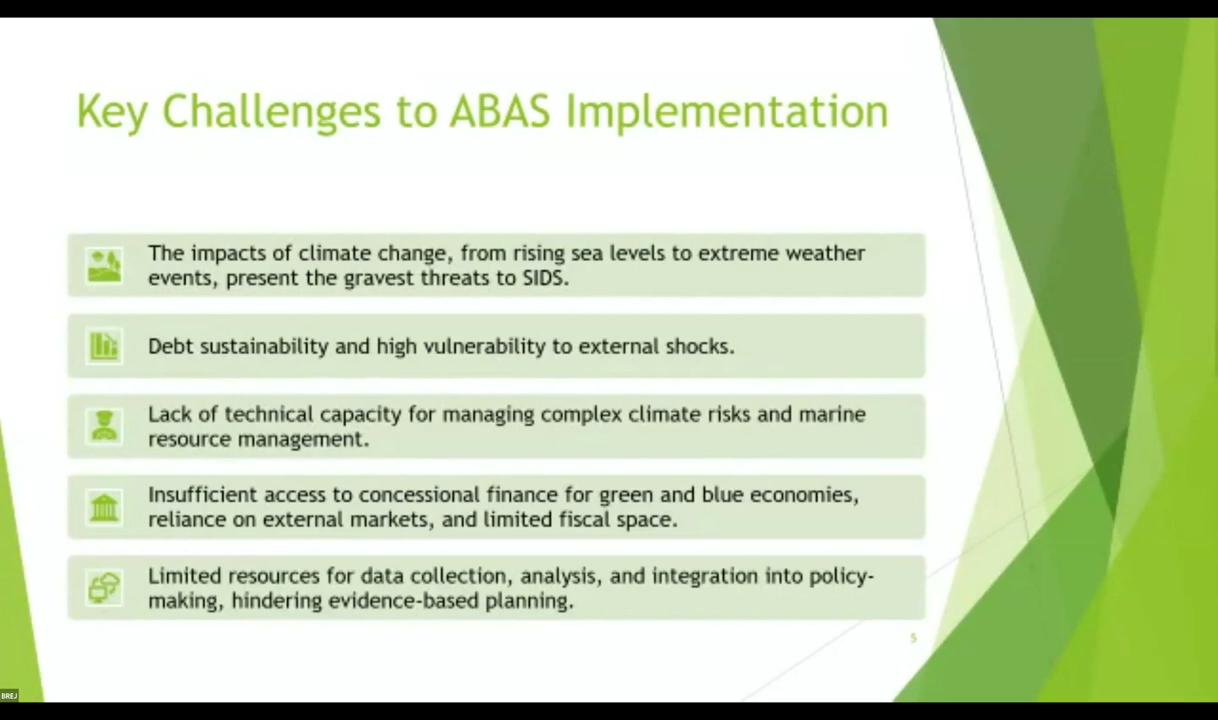 Key Challenges to ABAS Implementation
The impacts of climate change, from rising sea levels to extreme weather
events, present the gravest threats to SIDS.
Debt sustainability and high vulnerability to external shocks.
Lack of technical capacity for managing complex climate risks and marine
resource management.
Insufficient access to concessional finance for green and blue economies,
reliance on external markets, and limited fiscal space.
Limited resources for data collection, analysis, and integration into policy-
making, hindering evidence-based planning.
5
BREJ